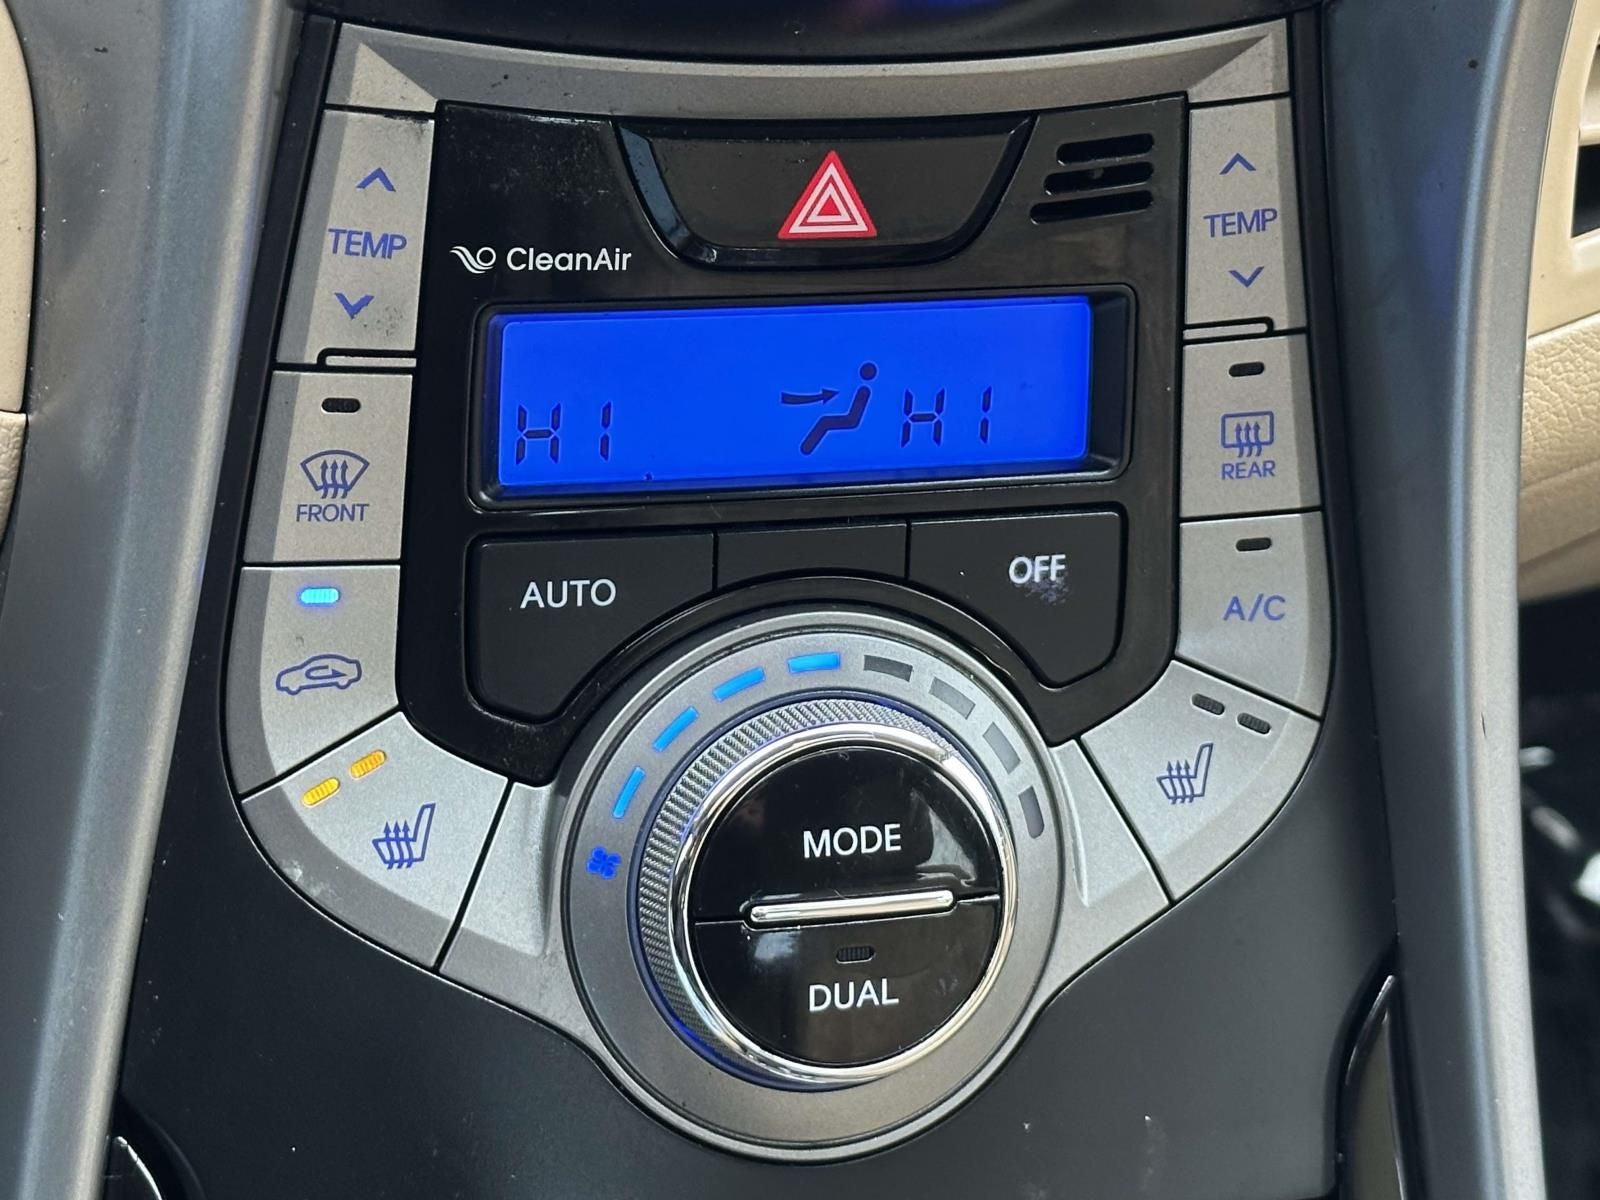 TEMP
TEMP
CleanAir
HI
HI
FRONT
REAR
AUTO
OFF
A/C
MODE
DUAL